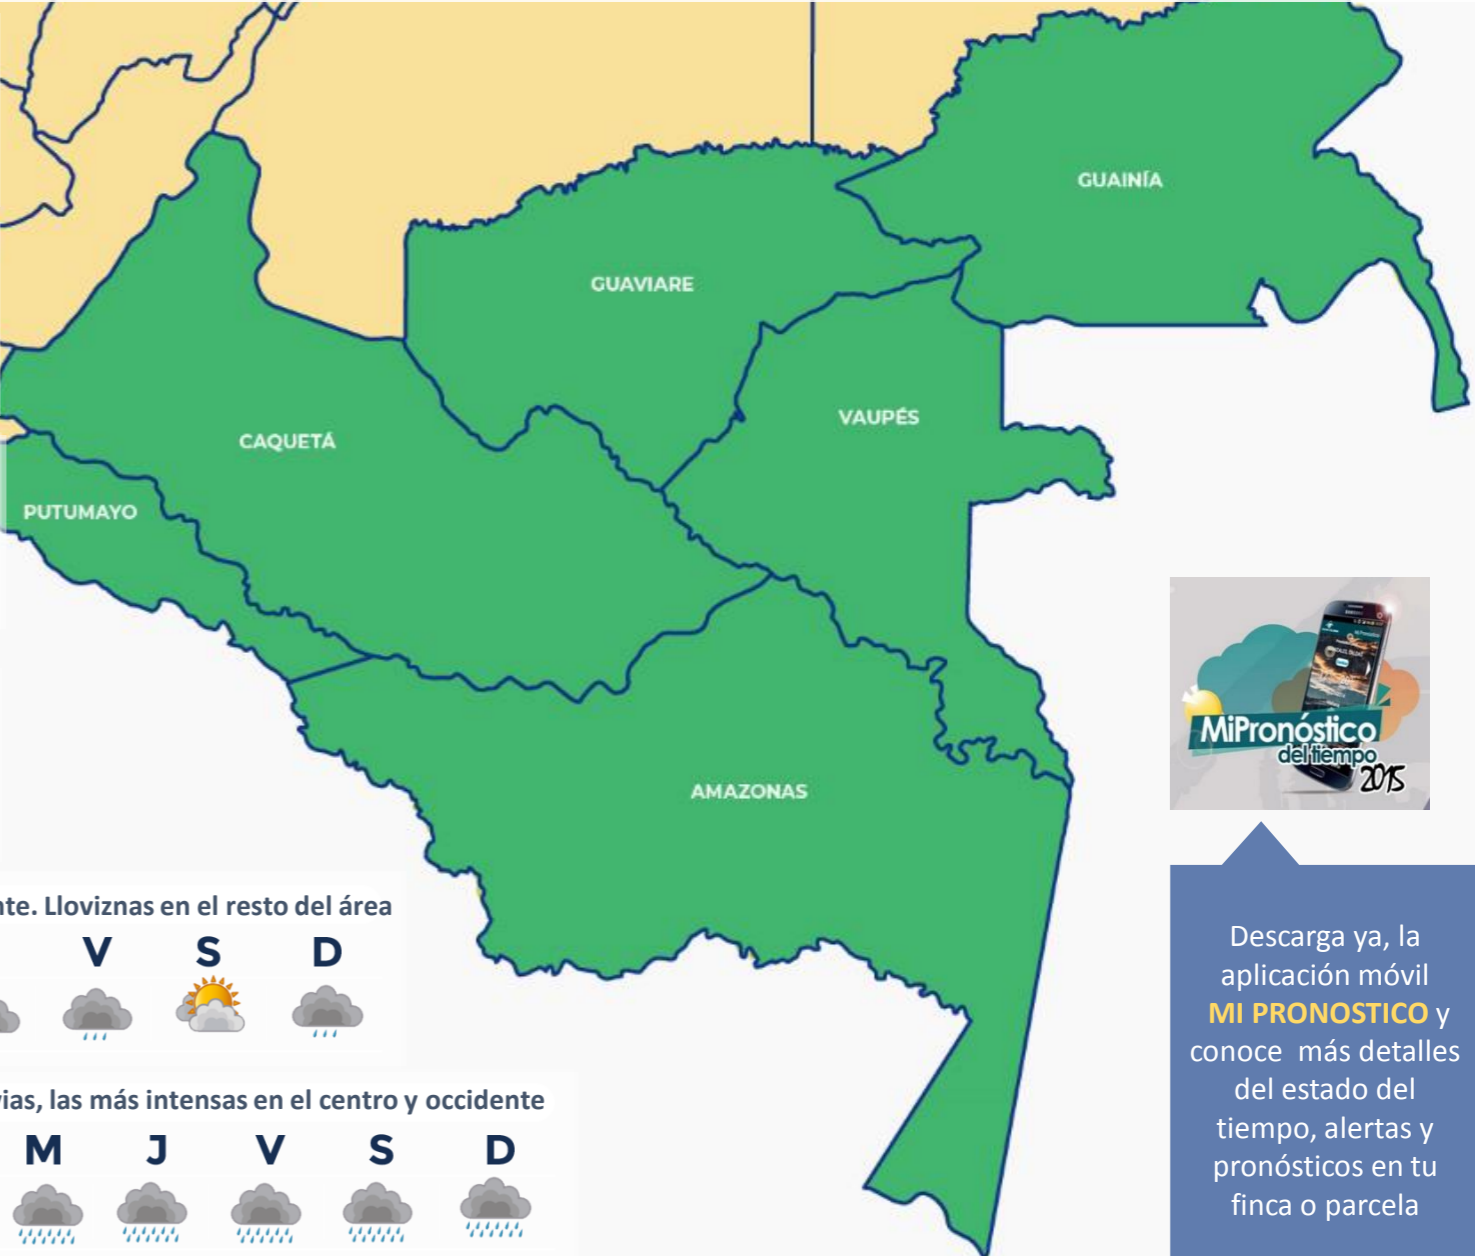 GUAINÍA
GUAVIARE
VAUPÉS
CAQUETÁ
PUTUMAYO
AMAZONAS
MiPronóstico
del tiempo
2015
nte. Lloviznas en el resto del área
V S D
vias, las más intensas en el centro y occidente
M J V S D
Descarga ya, la
aplicación móvil
MI PRONOSTICO y
conoce más detalles
del estado del
tiempo, alertas y
pronósticos en tu
finca o parcela